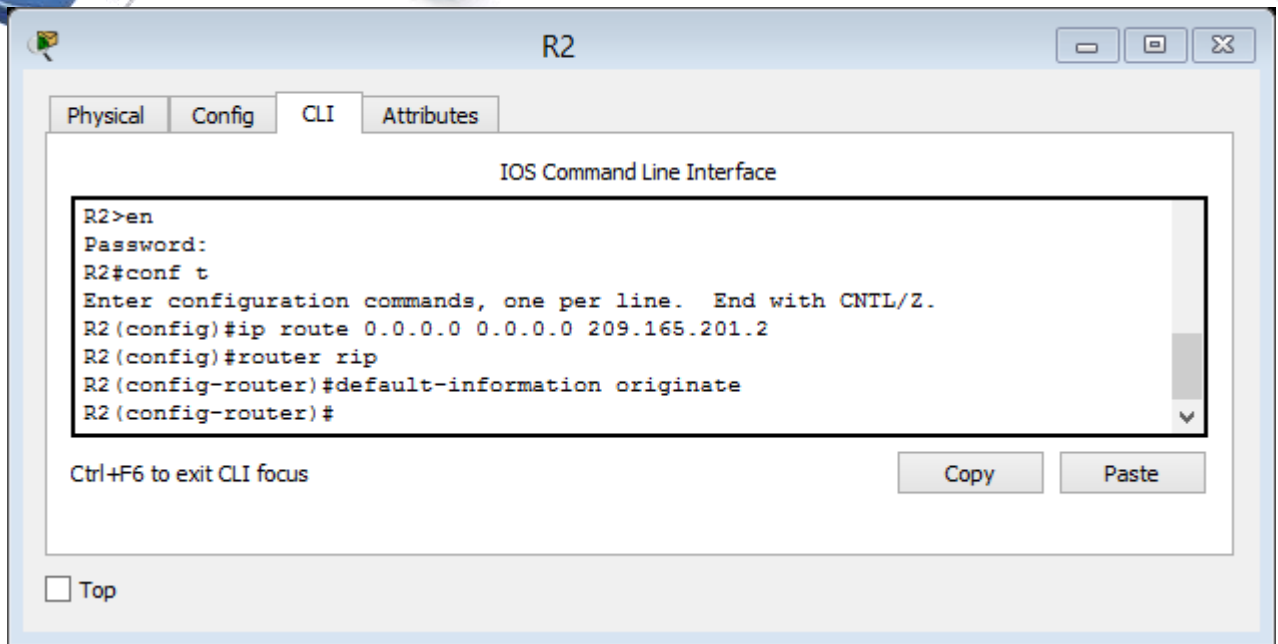 R2
Physical Config CLI Attributes
IOS Command Line Interface
R2>en
Password:
R2#conf t
Enter configuration commands, one per line.  End with CNTL/Z.
R2(config)#ip route 0.0.0.0 0.0.0.0 209.165.201.2
R2(config)#router rip
R2(config-router)#default-information originate
R2(config-router)#
Ctrl+F6 to exit CLI focus
Copy Paste
Top